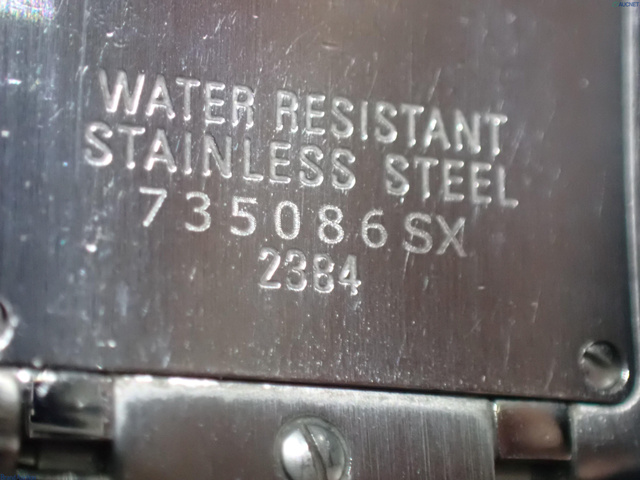 WATER RESISTANT
STAINLESS STEEL
735086SX
2384